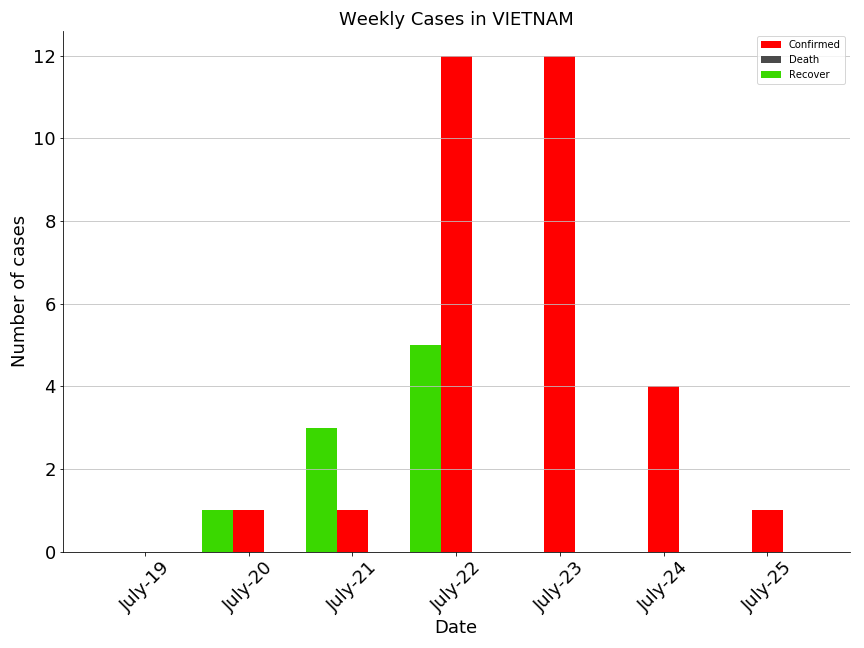 Weekly Cases in VIETNAM
Confirmed
Death
Recover
Number of cases
12
10
8
6
4
2
0
July-19
July-20
July-21
July-22
July-23
July-24
July-25
Date